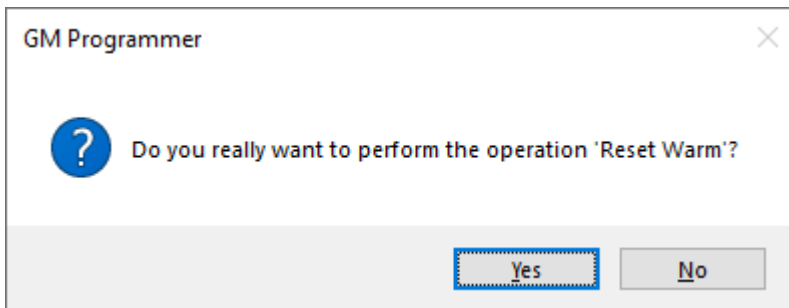 GM Programmer
?
Do you really want to perform the operation 'Reset Warm'?
Yes No